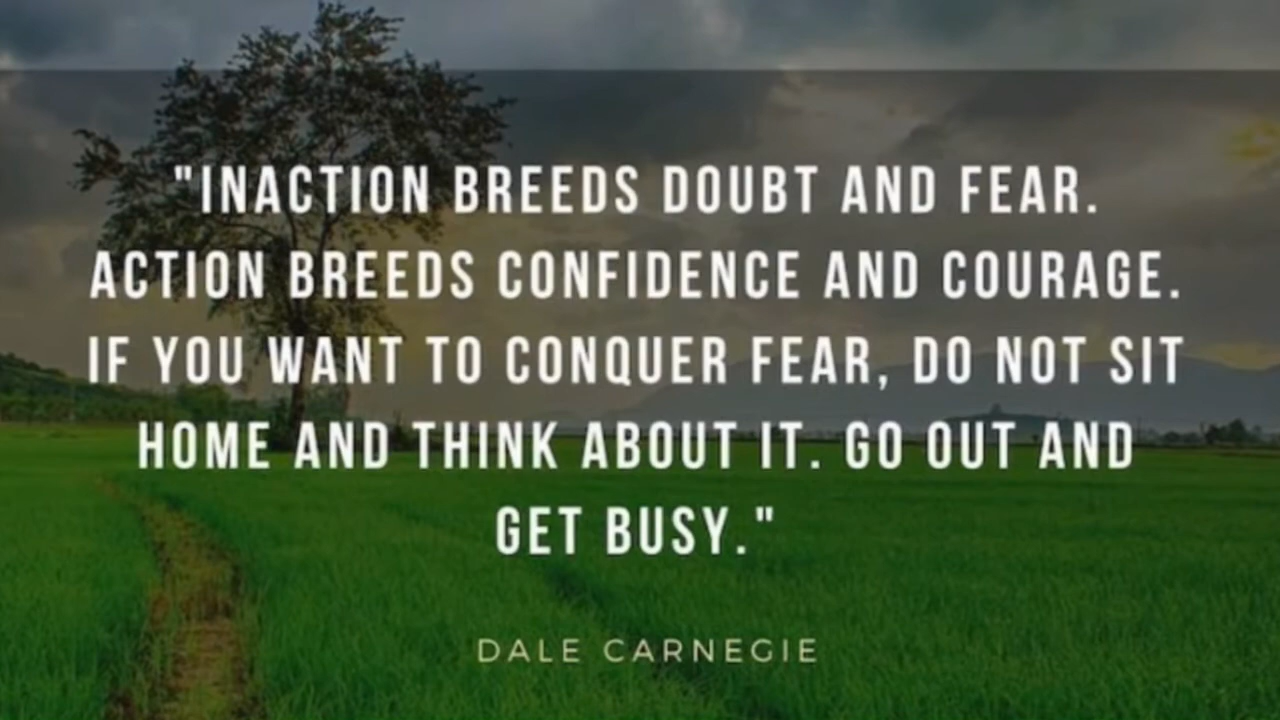 "INACTION BREEDS DOUBT AND FEAR.
ACTION BREEDS CONFIDENCE AND COURAGE.
IF YOU WANT TO CONQUER FEAR, DO NOT SIT
HOME AND THINK ABOUT IT. GO OUT AND
GET BUSY."
DALE CARNEGIE